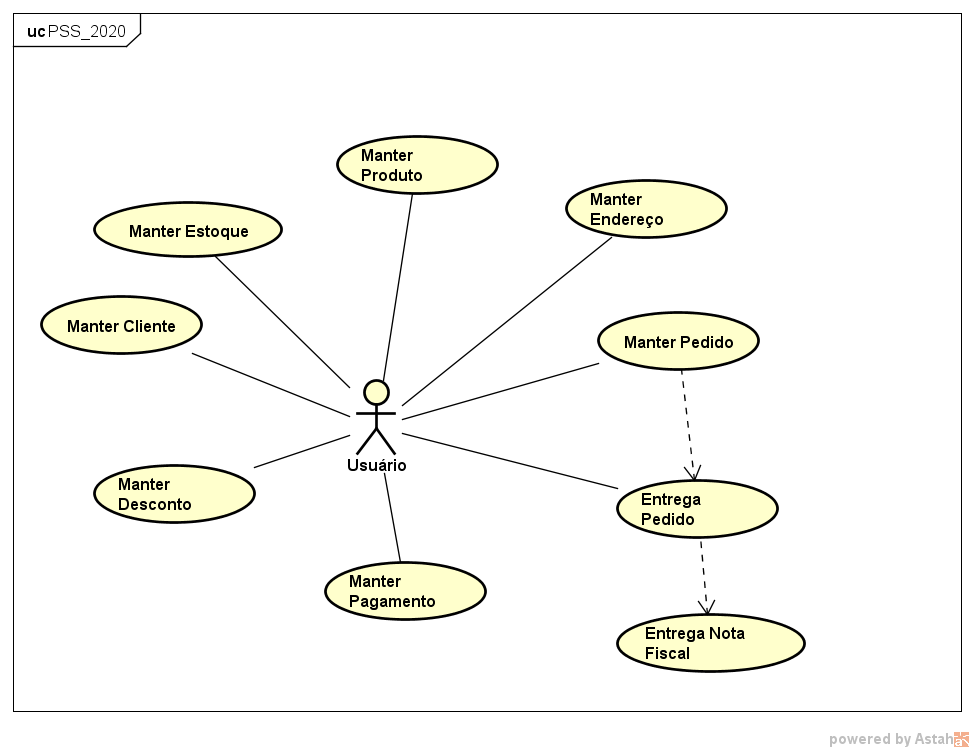 uc PSS_2020
Manter
Produto
Manter
Endereço
Manter Estoque
Manter Cliente
Manter Pedido
Usuário
Manter
Desconto
Entrega
Pedido
Manter
Pagamento
Entrega Nota
Fiscal
powered by Astah